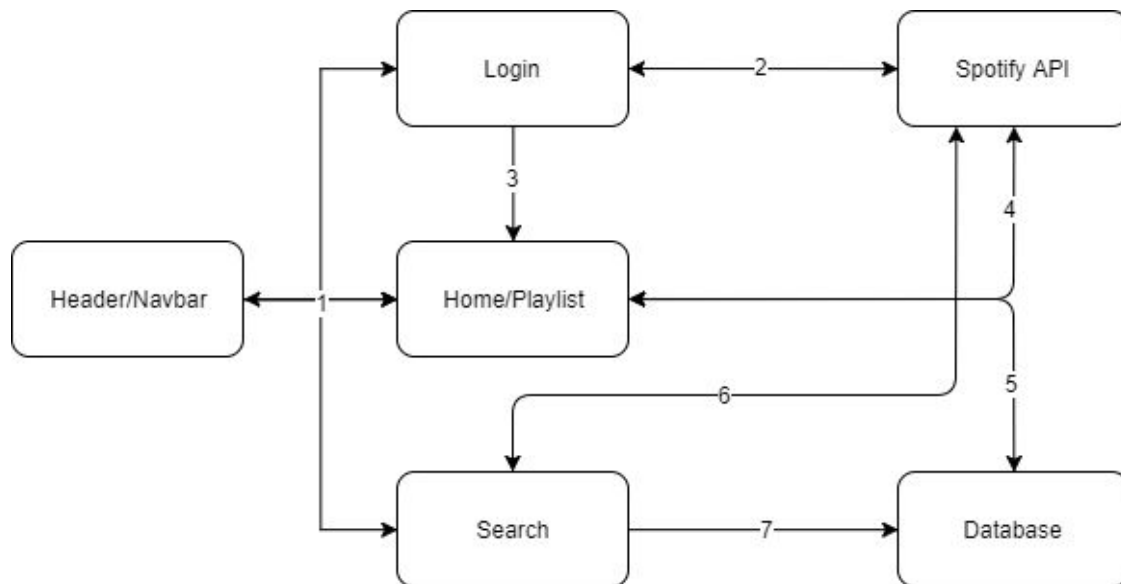 Login
2
Spotify API
3
4
Header/Navbar
1
Home/Playlist
5
6
Search
7
Database